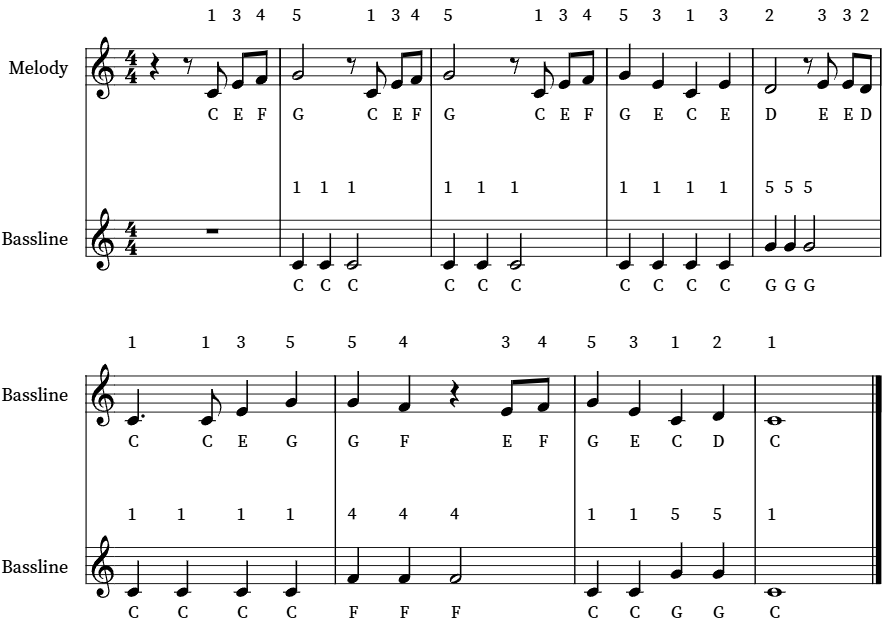 1 3 4 5 1 3 4 5 1 3 4 5 3 1 3 2 3 3 2
Melody 4 4
C E F G C E F G C E F G E C E D E E D
1 1 1 1 1 1 1 1 1 1 5 5 5
Bassline 4 4
C C C C C C C C C C G G G
1 1 3 5 5 4 3 4 5 3 1 2 1
Bassline
C C E G G F E F G E C D C
1 1 1 1 4 4 4 1 1 5 5 1
Bassline
C C C C F F F C C G G C